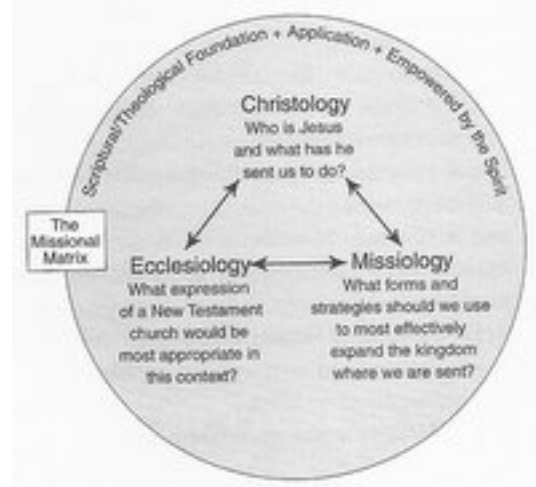 Scriptural/Theological Foundation + Application + Empowered by the Spirit
Christology
Who is Jesus
and what has he
sent us to do?
The
Missional
Matrix
Ecclesiology
What expression
of a New Testament
church would be
most appropriate in
this context?
Missiology
What forms and
strategies should we use
to most effectively
expand the kingdom
where we are sent?